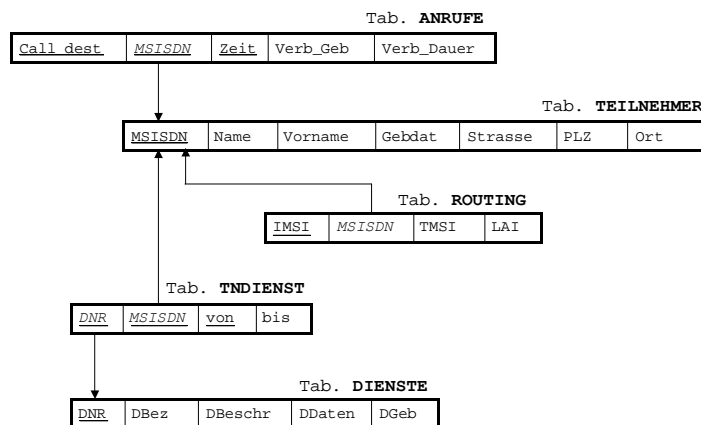 Tab. ANRUFE
Call_dest MSISDN Zeit Verb_Geb Verb_Dauer
Tab. TEILNEHMER
MSISDN Name Vorname Gebdat Strasse PLZ Ort
Tab. ROUTING
IMSI MSISDN TMSI LAI
Tab. TNDIENST
DNR MSISDN von bis
Tab. DIENSTE
DNR DBez DBeschr DDaten DGeb